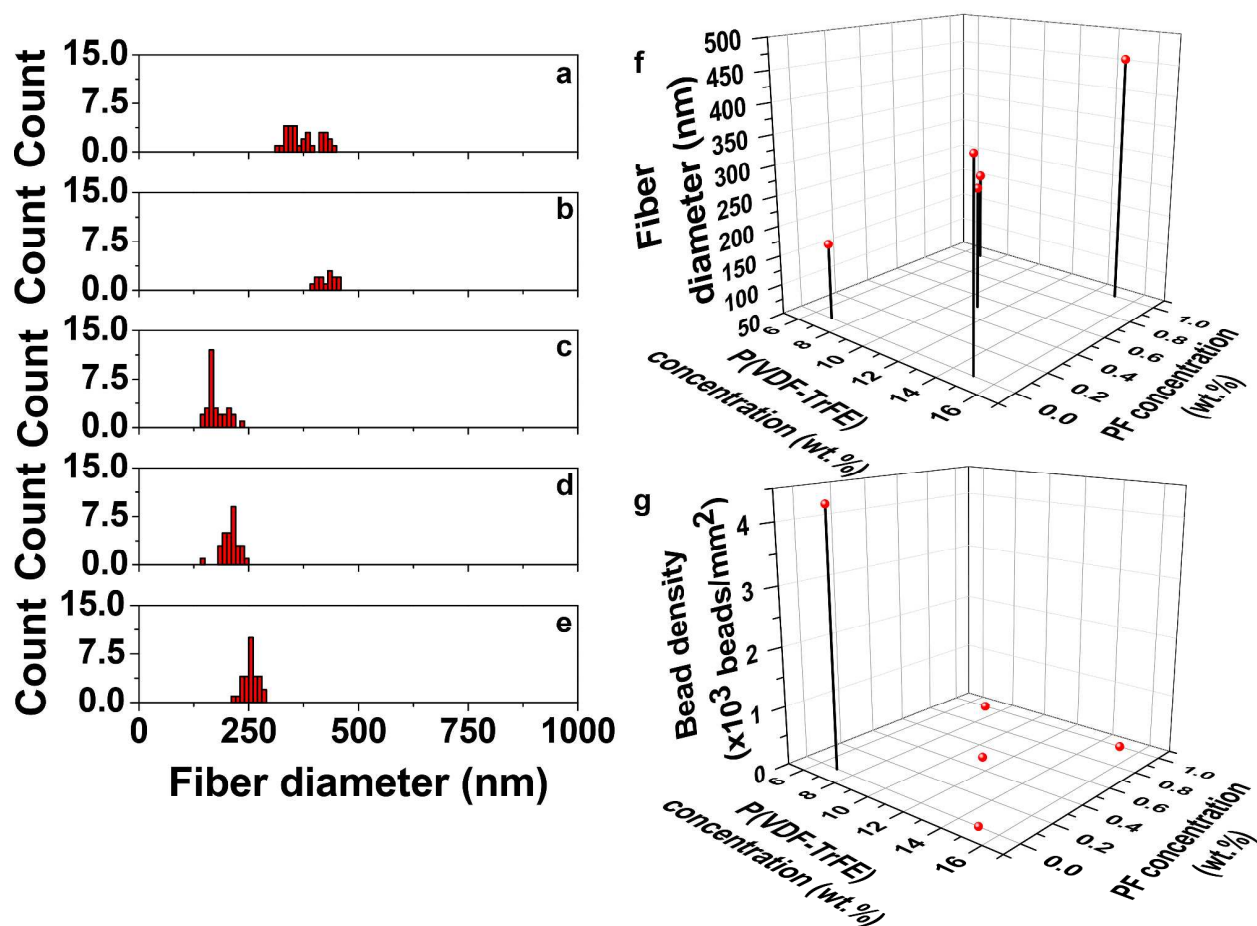 15.0
7.5
0.0
Count
a
15.0
7.5
0.0
Count
b
15.0
7.5
0.0
Count
c
15.0
7.5
0.0
Count
d
15.0
7.5
0.0
Count
e
0 250 500 750 1000
Fiber diameter (nm)
f
500
450
400
350
300
250
200
150
100
50
Fiber
diameter (nm)
6 8 10 12 14 16
P(VDF-TrFE)
concentration (wt.%)
0.0 0.2 0.4 0.6 0.8 1.0
PF concentration
(wt.%)
g
4
3
2
1
0
Bead density
(x10³ beads/mm²)
6 8 10 12 14 16
P(VDF-TrFE)
concentration (wt.%)
0.0 0.2 0.4 0.6 0.8 1.0
PF concentration
(wt.%)